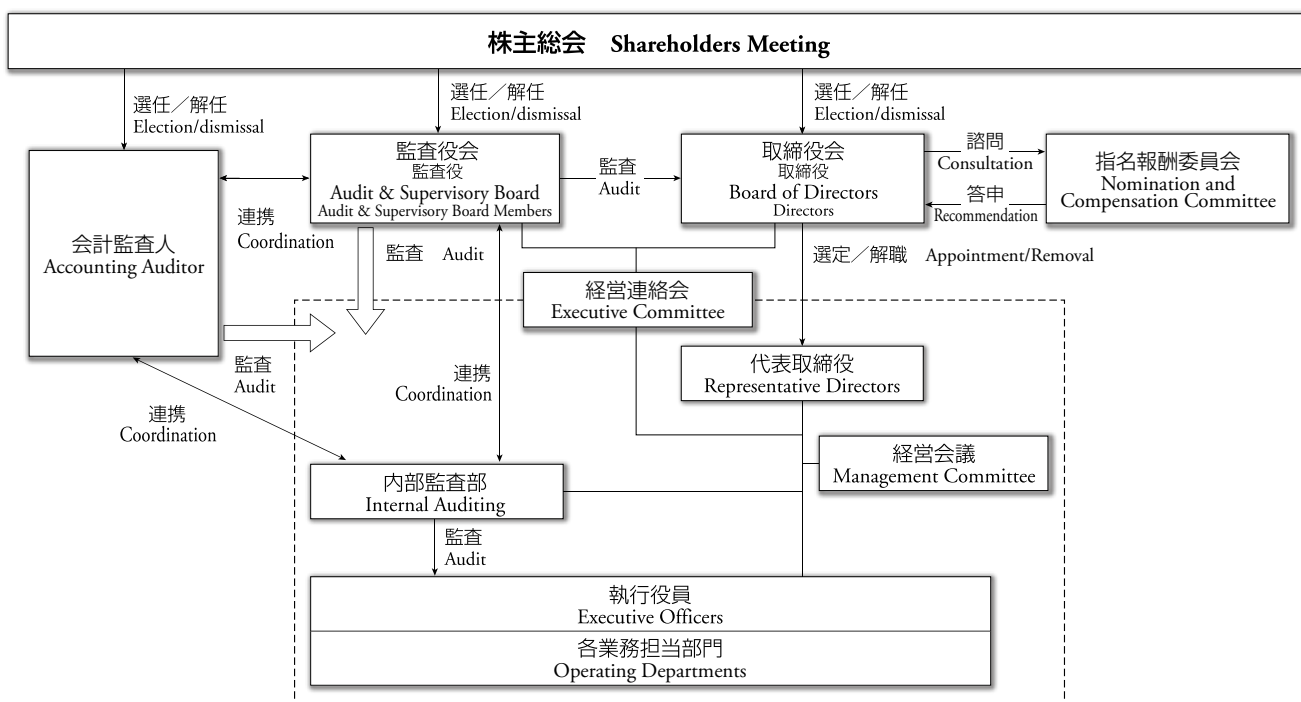 株主総会 Shareholders Meeting
選任／解任
Election/dismissal
選任／解任
Election/dismissal
選任／解任
Election/dismissal
監査役会
監査役
Audit & Supervisory Board
Audit & Supervisory Board Members
監査
Audit
取締役会
取締役
Board of Directors
Directors
諮問
Consultation
答申
Recommendation
指名報酬委員会
Nomination and
Compensation Committee
連携
Coordination
会計監査人
Accounting Auditor
監査 Audit
選定／解職 Appointment/Removal
経営連絡会
Executive Committee
監査
Audit
連携
Coordination
代表取締役
Representative Directors
連携
Coordination
経営会議
Management Committee
内部監査部
Internal Auditing
監査
Audit
執行役員
Executive Officers
各業務担当部門
Operating Departments